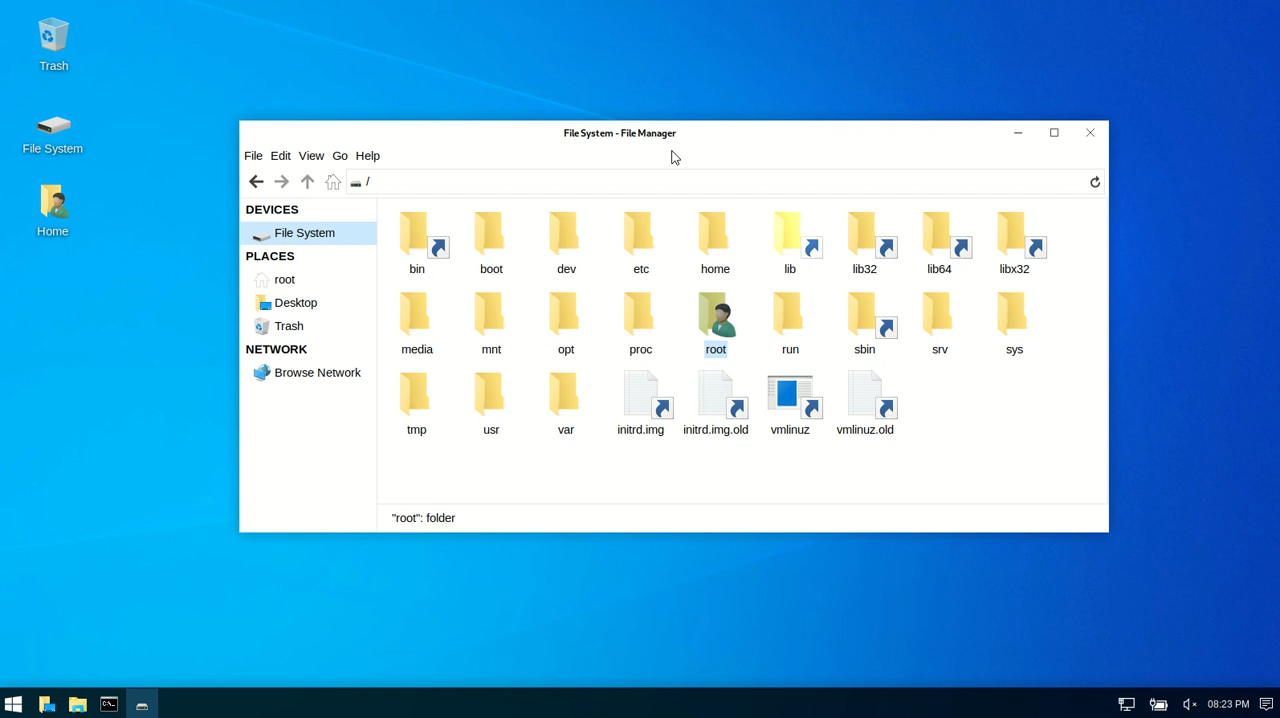 Trash
File System
Home
File System - File Manager
File Edit View Go Help
/
DEVICES
File System
PLACES
root
Desktop
Trash
NETWORK
Browse Network
bin boot dev etc home lib lib32 lib64 libx32
media mnt opt proc root run sbin srv sys
tmp usr var initrd.img initrd.img.old vmlinuz vmlinuz.old
"root": folder
08:23 PM